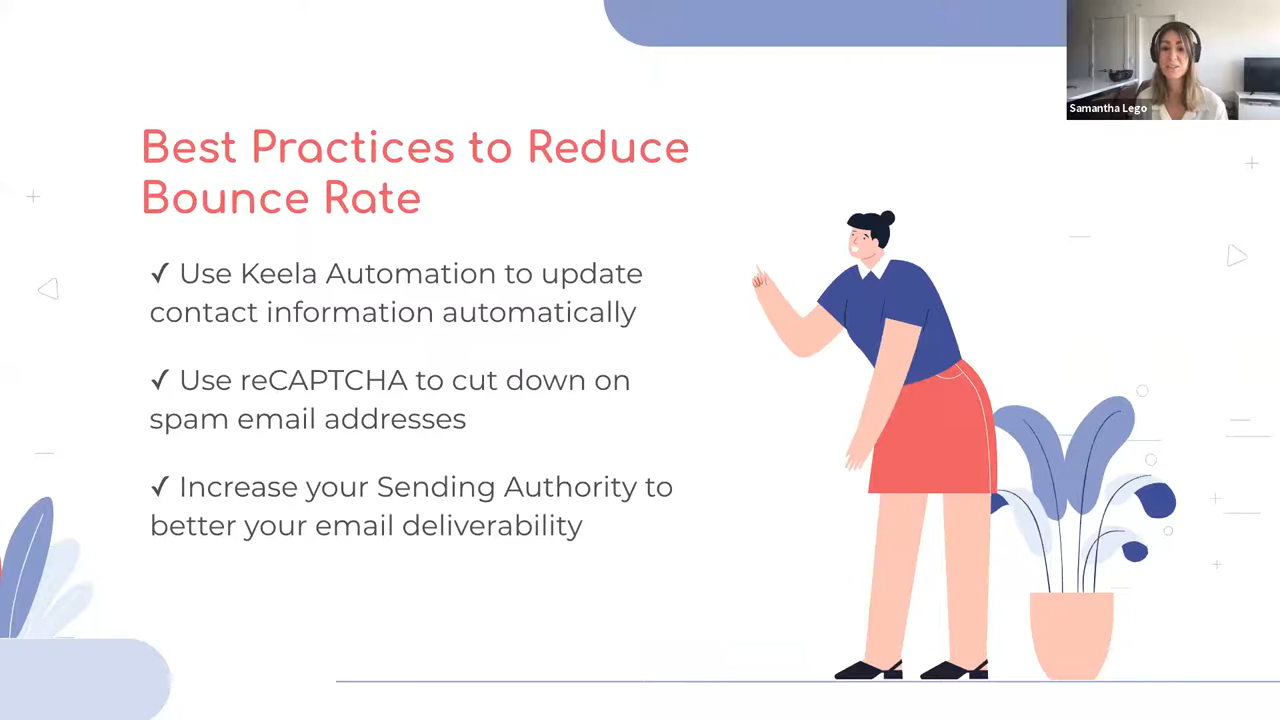 Samantha Lego
Best Practices to Reduce
Bounce Rate
✓ Use Keela Automation to update
contact information automatically
✓ Use reCAPTCHA to cut down on
spam email addresses
✓ Increase your Sending Authority to
better your email deliverability